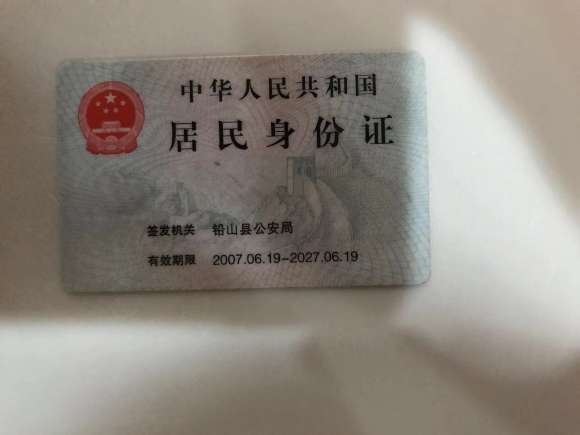 中华人民共和国
居民身份证
签发机关 铅山县公安局
有效期限 2007.06.19-2027.06.19